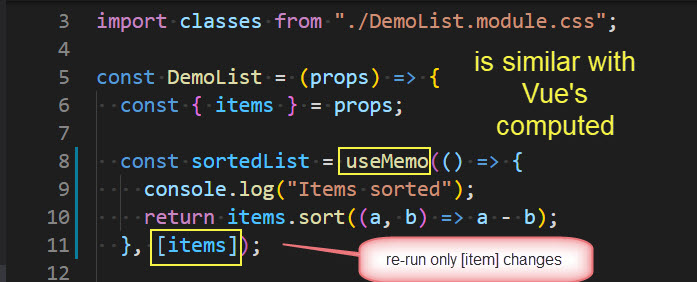 3 import classes from "./DemoList.module.css";
4
5 const DemoList = (props) => {
6 const { items } = props;
7
8 const sortedList = useMemo(() => {
9 console.log("Items sorted");
10 return items.sort((a, b) => a - b);
11 }, [items]);
12
is similar with
Vue's
computed
re-run only [item] changes